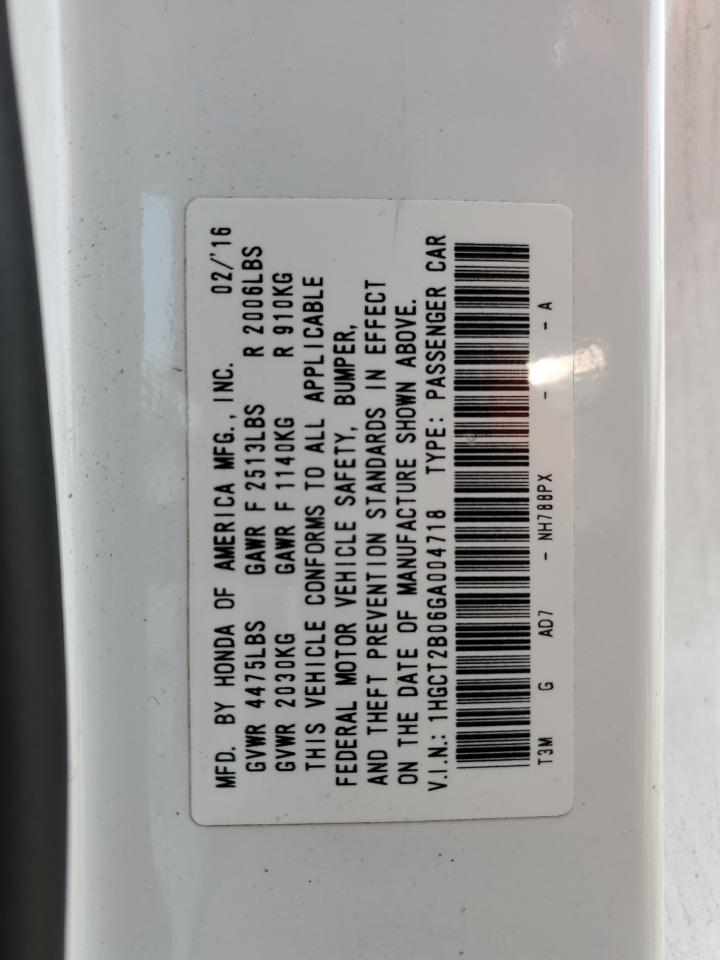 MFD. BY HONDA OF AMERICA MFG., INC. 02/'16
GVWR 4475LBS GAWR F 2513LBS R 2006LBS
GVWR 2030KG GAWR F 1140KG R 910KG
THIS VEHICLE CONFORMS TO ALL APPLICABLE
FEDERAL MOTOR VEHICLE SAFETY, BUMPER,
AND THEFT PREVENTION STANDARDS IN EFFECT
ON THE DATE OF MANUFACTURE SHOWN ABOVE.
V.I.N.: 1HGCT2B06GA004718 TYPE: PASSENGER CAR
T3M G AD7 - NH788PX - - A